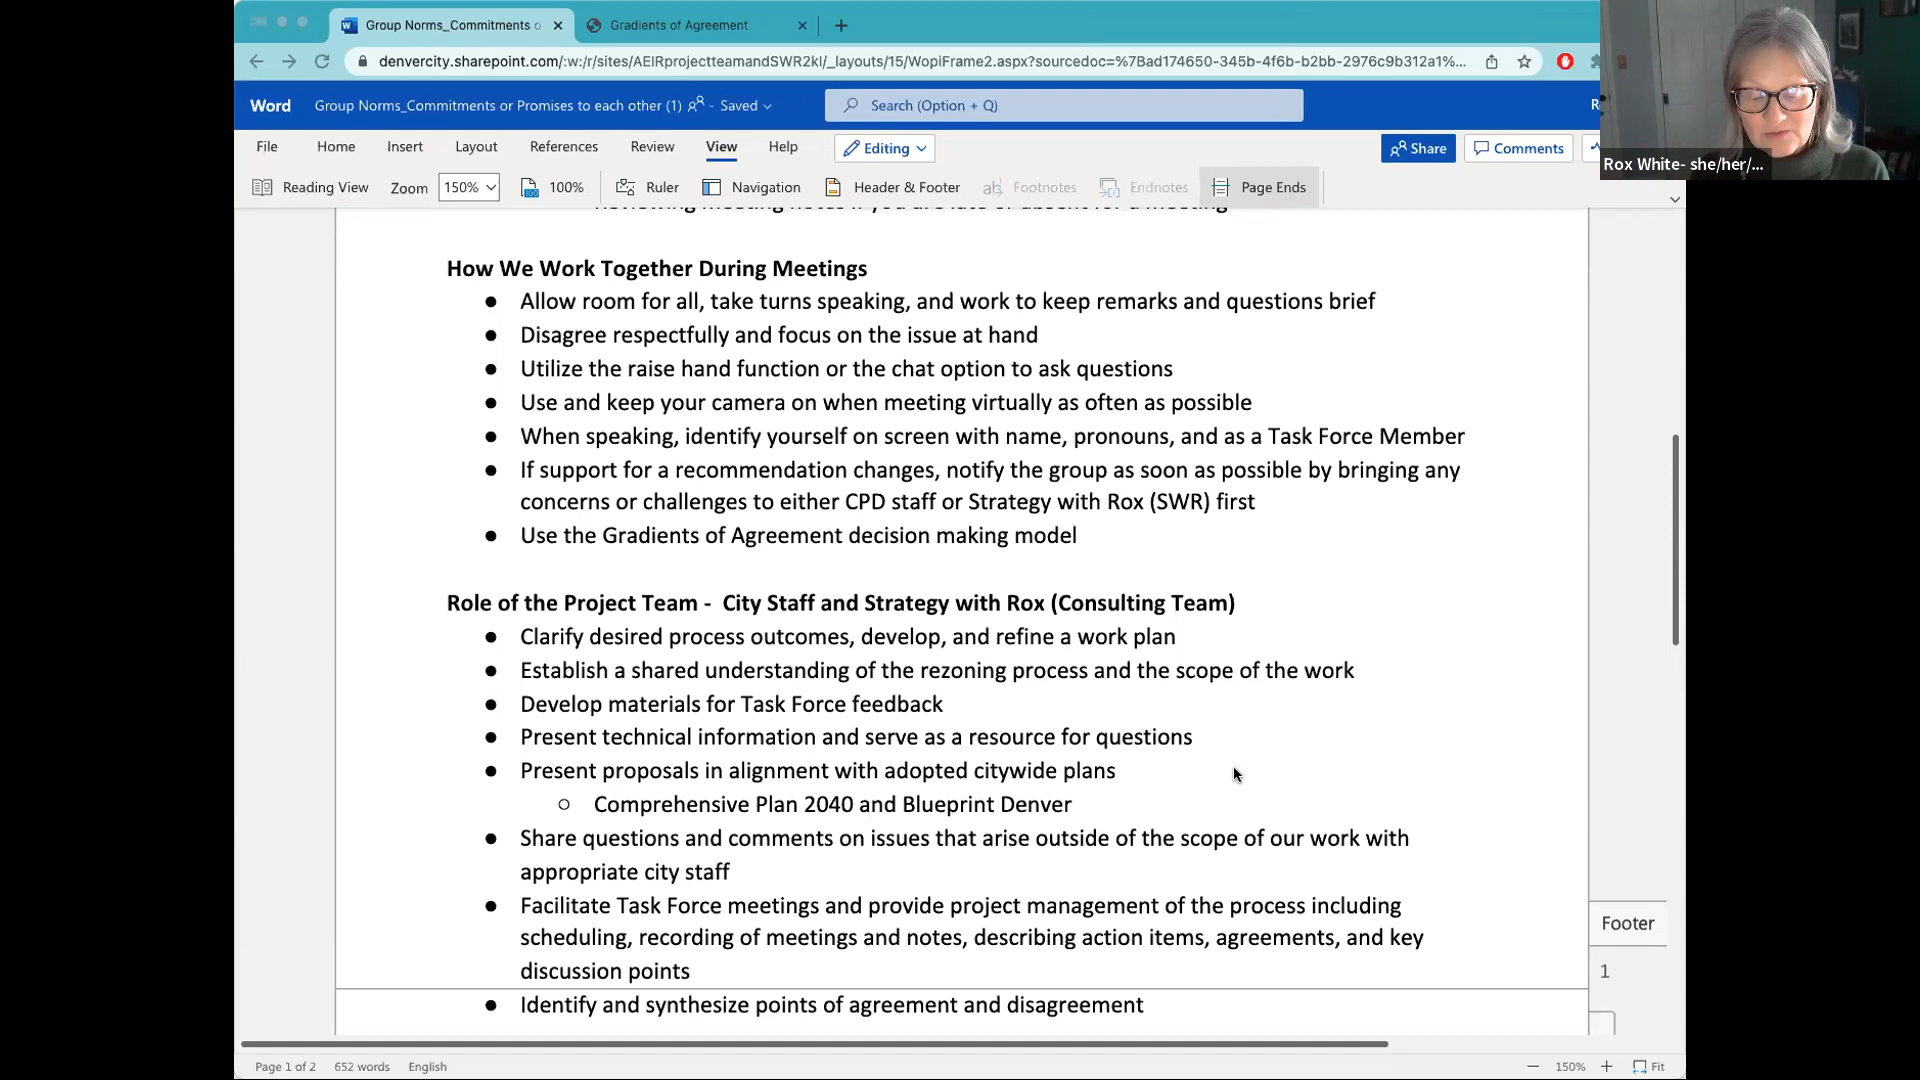 Group Norms_Commitments o
Gradients of Agreement
denvercity.sharepoint.com/:w:/r/sites/AEIRprojectteamandSWR2kl/_layouts/15/WopiFrame2.aspx?sourcedoc=%7Bad174650-345b-4f6b-b2bb-2976c9b312a1%...
Word
Group Norms_Commitments or Promises to each other (1)
- Saved
Search (Option + Q)
Rox White- she/her/...
File
Home
Insert
Layout
References
Review
View
Help
Editing
Share
Comments
Reading View
Zoom
150%
100%
Ruler
Navigation
Header & Footer
Footnotes
Endnotes
Page Ends
Reviewing meeting notes if you are late or absent for a meeting
How We Work Together During Meetings
● Allow room for all, take turns speaking, and work to keep remarks and questions brief
● Disagree respectfully and focus on the issue at hand
● Utilize the raise hand function or the chat option to ask questions
● Use and keep your camera on when meeting virtually as often as possible
● When speaking, identify yourself on screen with name, pronouns, and as a Task Force Member
● If support for a recommendation changes, notify the group as soon as possible by bringing any
concerns or challenges to either CPD staff or Strategy with Rox (SWR) first
● Use the Gradients of Agreement decision making model
Role of the Project Team - City Staff and Strategy with Rox (Consulting Team)
● Clarify desired process outcomes, develop, and refine a work plan
● Establish a shared understanding of the rezoning process and the scope of the work
● Develop materials for Task Force feedback
● Present technical information and serve as a resource for questions
● Present proposals in alignment with adopted citywide plans
○ Comprehensive Plan 2040 and Blueprint Denver
● Share questions and comments on issues that arise outside of the scope of our work with
appropriate city staff
● Facilitate Task Force meetings and provide project management of the process including
scheduling, recording of meetings and notes, describing action items, agreements, and key
discussion points
● Identify and synthesize points of agreement and disagreement
Footer
1
Page 1 of 2
652 words
English
150%
Fit